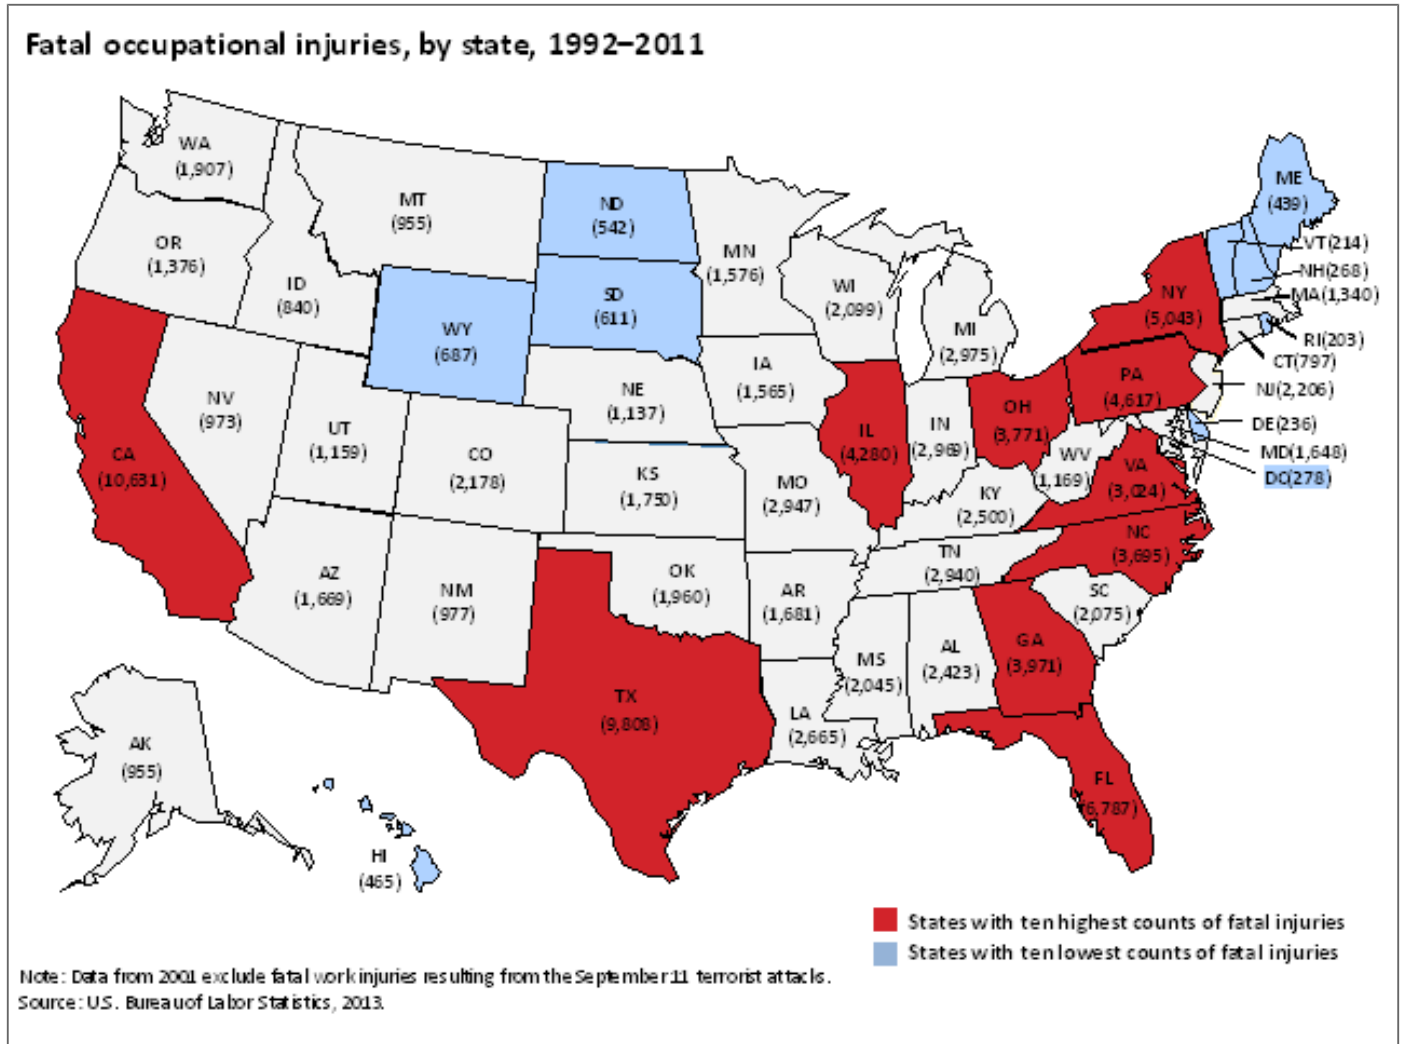 Fatal occupational injuries, by state, 1992–2011
WA
(1,907)
MT
(955)
ND
(542)
ME
(439)
OR
(1,376)
ID
(840)
MN
(1,576)
VT(214)
NH(268)
MA(1,340)
WY
(687)
SD
(611)
WI
(2,099)
MI
(2,975)
NY
(5,043)
RI(203)
CT(797)
NJ(2,206)
NV
(973)
UT
(1,159)
NE
(1,137)
IA
(1,565)
PA
(4,617)
OH
(3,771)
DE(236)
MD(1,648)
DC(278)
CA
(10,631)
CO
(2,178)
KS
(1,750)
MO
(2,947)
IL
(4,280)
IN
(2,969)
WV
(1,169)
VA
(3,024)
KY
(2,500)
NC
(3,695)
AZ
(1,669)
NM
(977)
OK
(1,960)
AR
(1,681)
TN
(2,940)
SC
(2,075)
TX
(9,808)
LA
(2,665)
MS
(2,045)
AL
(2,423)
GA
(3,971)
AK
(955)
HI
(465)
FL
(6,787)
States with ten highest counts of fatal injuries
States with ten lowest counts of fatal injuries
Note: Data from 2001 exclude fatal work injuries resulting from the September 11 terrorist attacks.
Source: U.S. Bureau of Labor Statistics, 2013.